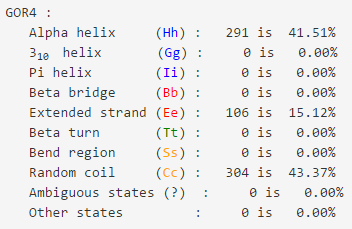 GOR4 :
Alpha helix (Hh) : 291 is 41.51%
3₁₀ helix (Gg) : 0 is 0.00%
Pi helix (Ii) : 0 is 0.00%
Beta bridge (Bb) : 0 is 0.00%
Extended strand (Ee) : 106 is 15.12%
Beta turn (Tt) : 0 is 0.00%
Bend region (Ss) : 0 is 0.00%
Random coil (Cc) : 304 is 43.37%
Ambiguous states (?) : 0 is 0.00%
Other states : 0 is 0.00%